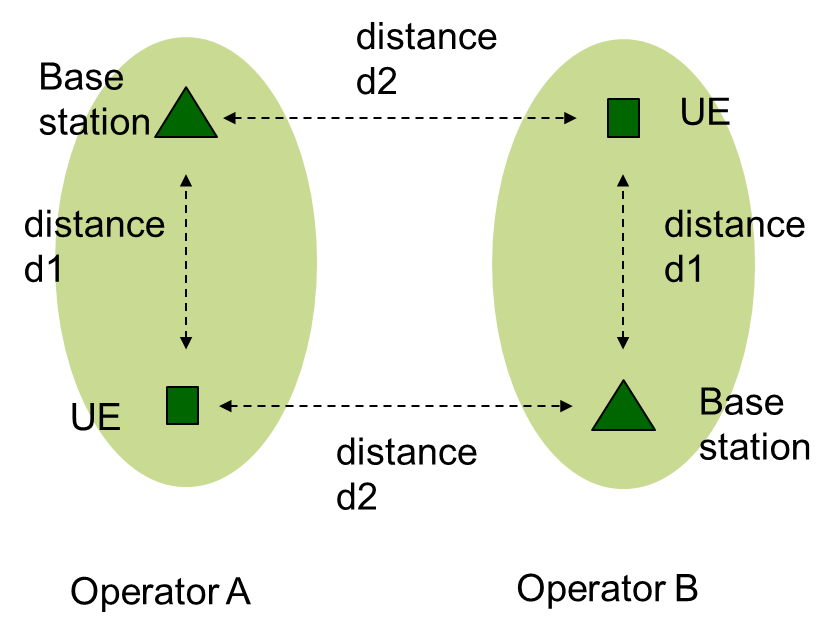 distance
d2
Base
station
UE
distance
d1
distance
d1
UE
Base
station
distance
d2
Operator A
Operator B